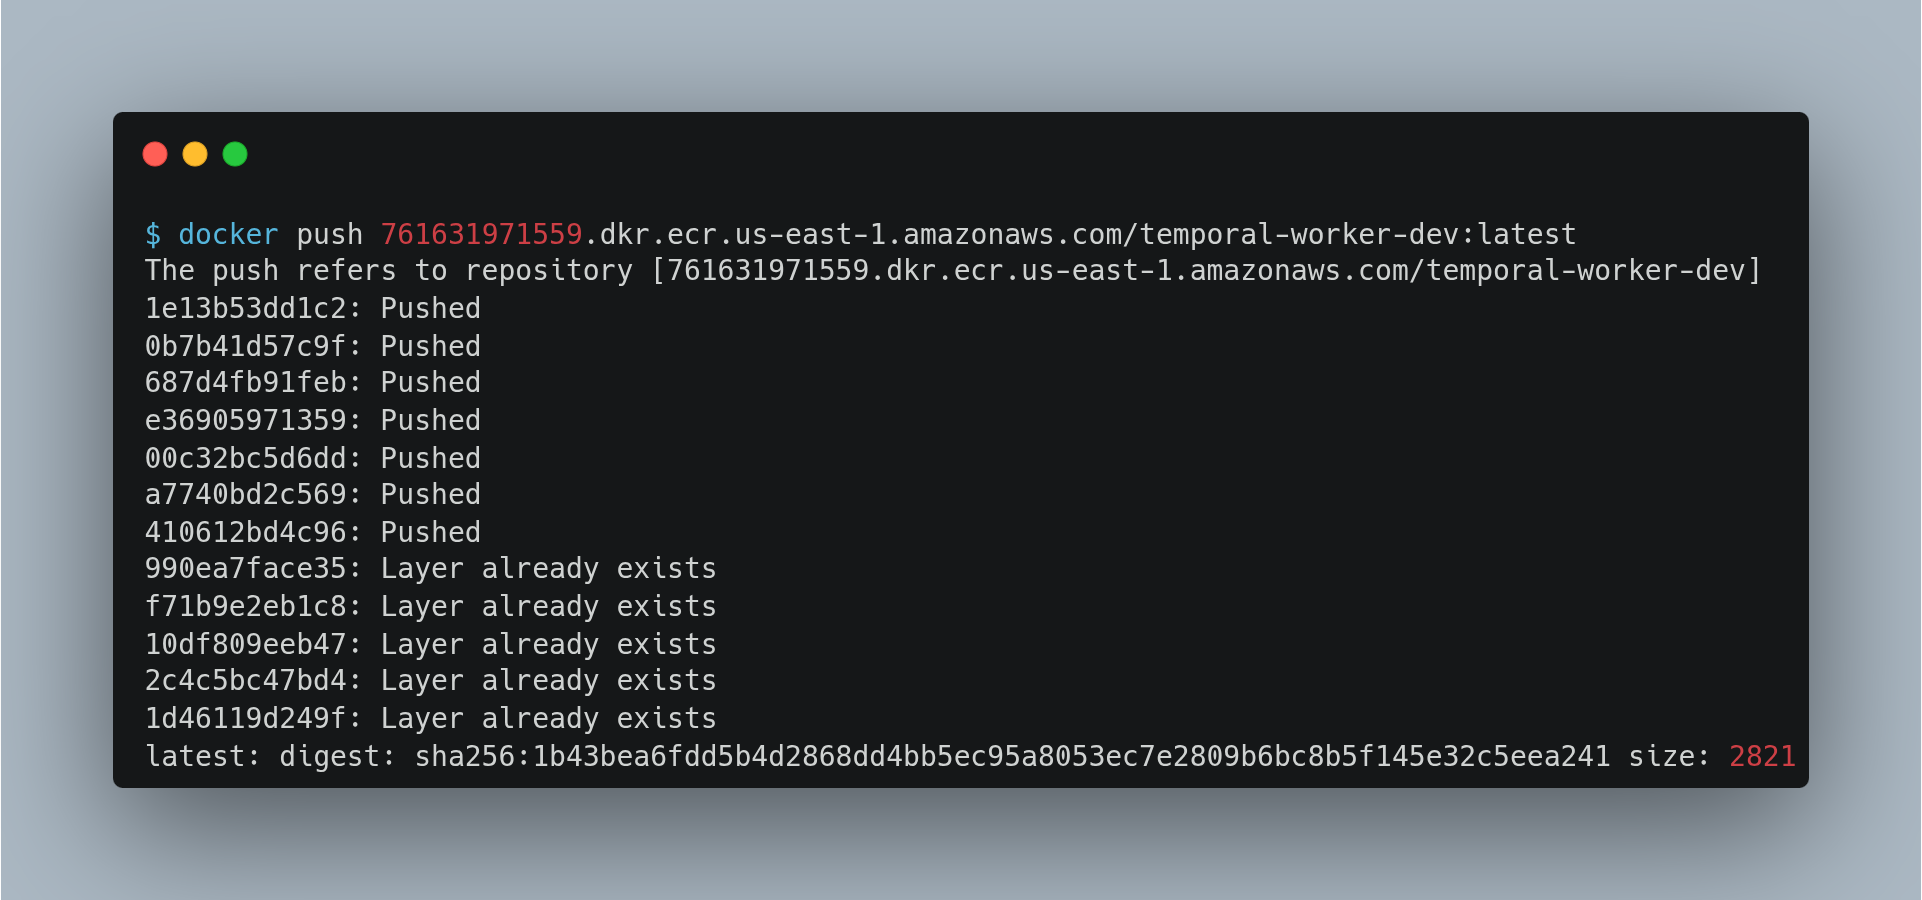 $ docker push 761631971559.dkr.ecr.us-east-1.amazonaws.com/temporal-worker-dev:latest
The push refers to repository [761631971559.dkr.ecr.us-east-1.amazonaws.com/temporal-worker-dev]
1e13b53dd1c2: Pushed
0b7b41d57c9f: Pushed
687d4fb91feb: Pushed
e36905971359: Pushed
00c32bc5d6dd: Pushed
a7740bd2c569: Pushed
410612bd4c96: Pushed
990ea7face35: Layer already exists
f71b9e2eb1c8: Layer already exists
10df809eeb47: Layer already exists
2c4c5bc47bd4: Layer already exists
1d46119d249f: Layer already exists
latest: digest: sha256:1b43bea6fdd5b4d2868dd4bb5ec95a8053ec7e2809b6bc8b5f145e32c5eea241 size: 2821